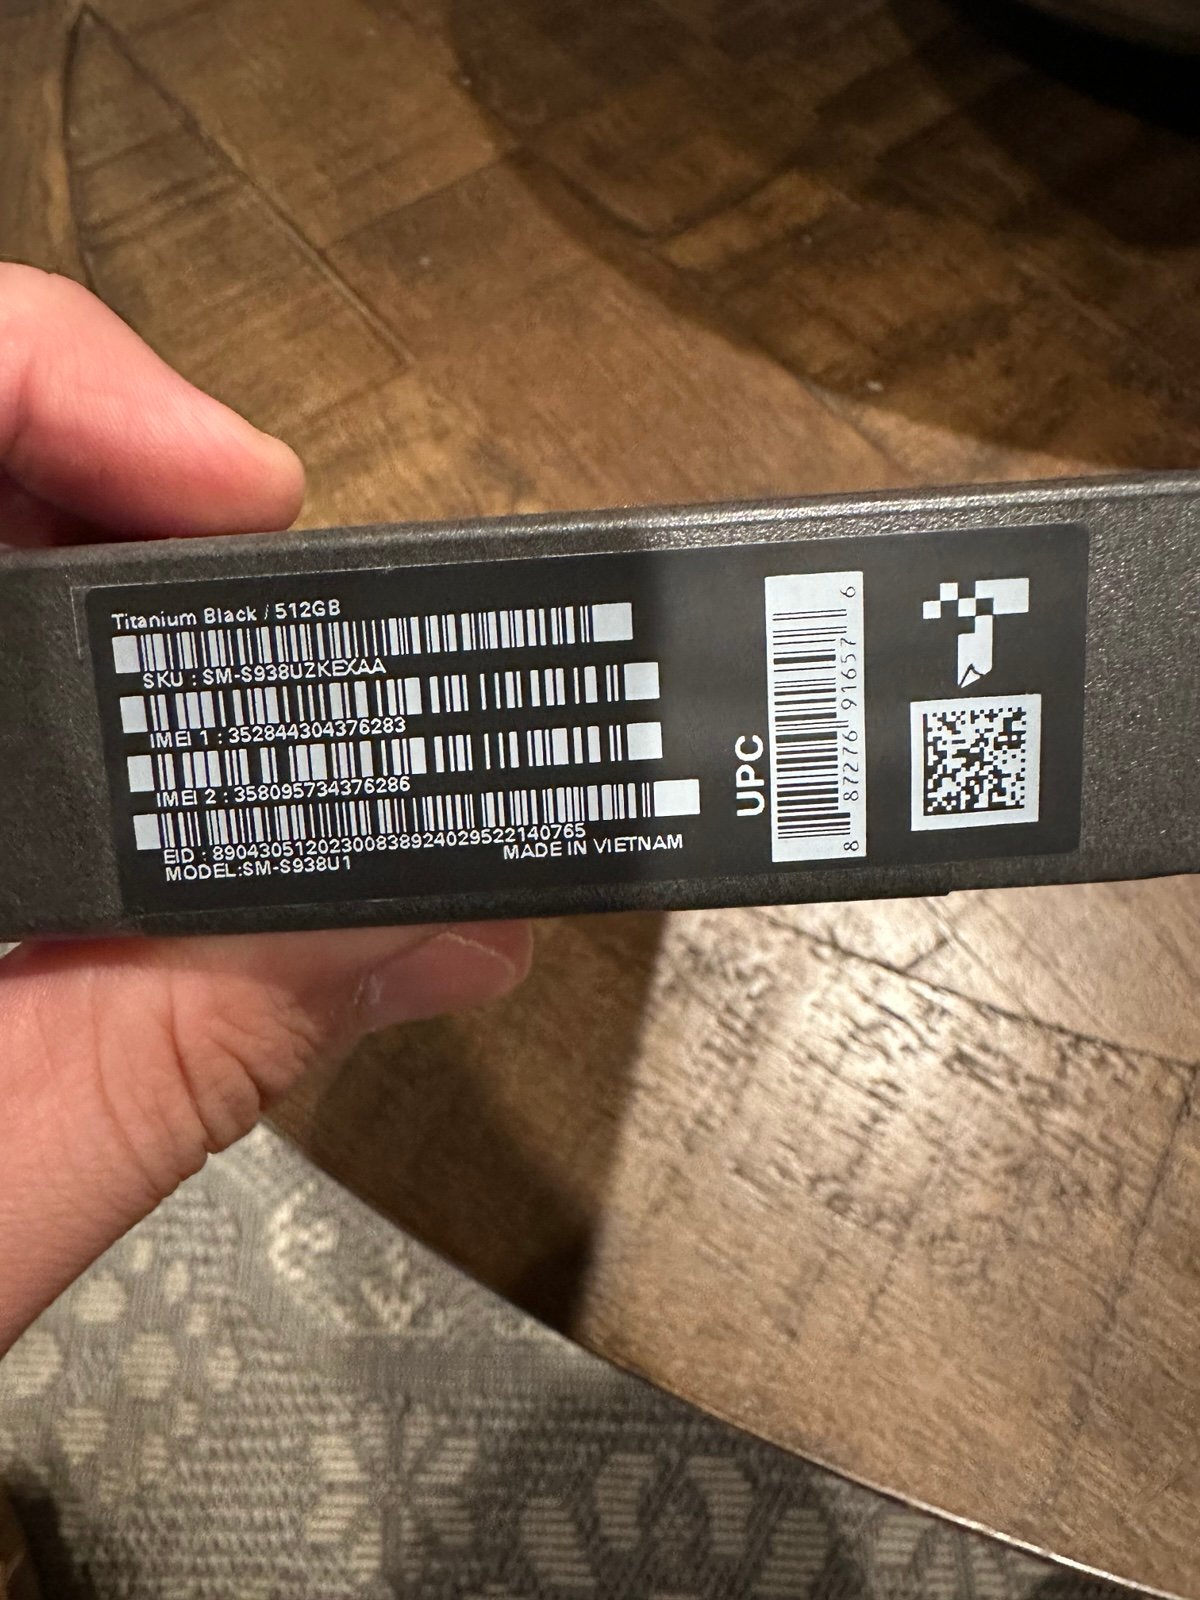 Titanium Black / 512GB
SKU : SM-S938UZKEXAA
IMEI 1 : 352844304376283
IMEI 2 : 358095734376286
EID : 89043051202300838924029522140765
MODEL:SM-S938U1
MADE IN VIETNAM
UPC
8 87276 91657 6